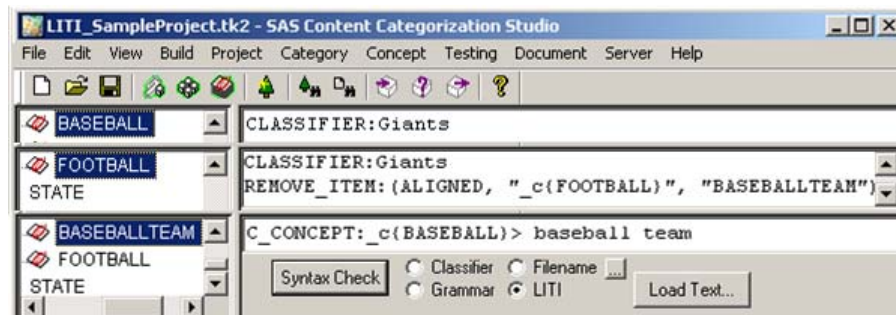 LITI_SampleProject.tk2 - SAS Content Categorization Studio
File Edit View Build Project Category Concept Testing Document Server Help
BASEBALL
CLASSIFIER:Giants
FOOTBALL
STATE
CLASSIFIER:Giants
REMOVE_ITEM:(ALIGNED, "_c{FOOTBALL}", "BASEBALLTEAM")
BASEBALLTEAM
FOOTBALL
STATE
C_CONCEPT:_c{BASEBALL}> baseball team
Syntax Check
Classifier Filename ...
Grammar LITI
Load Text...